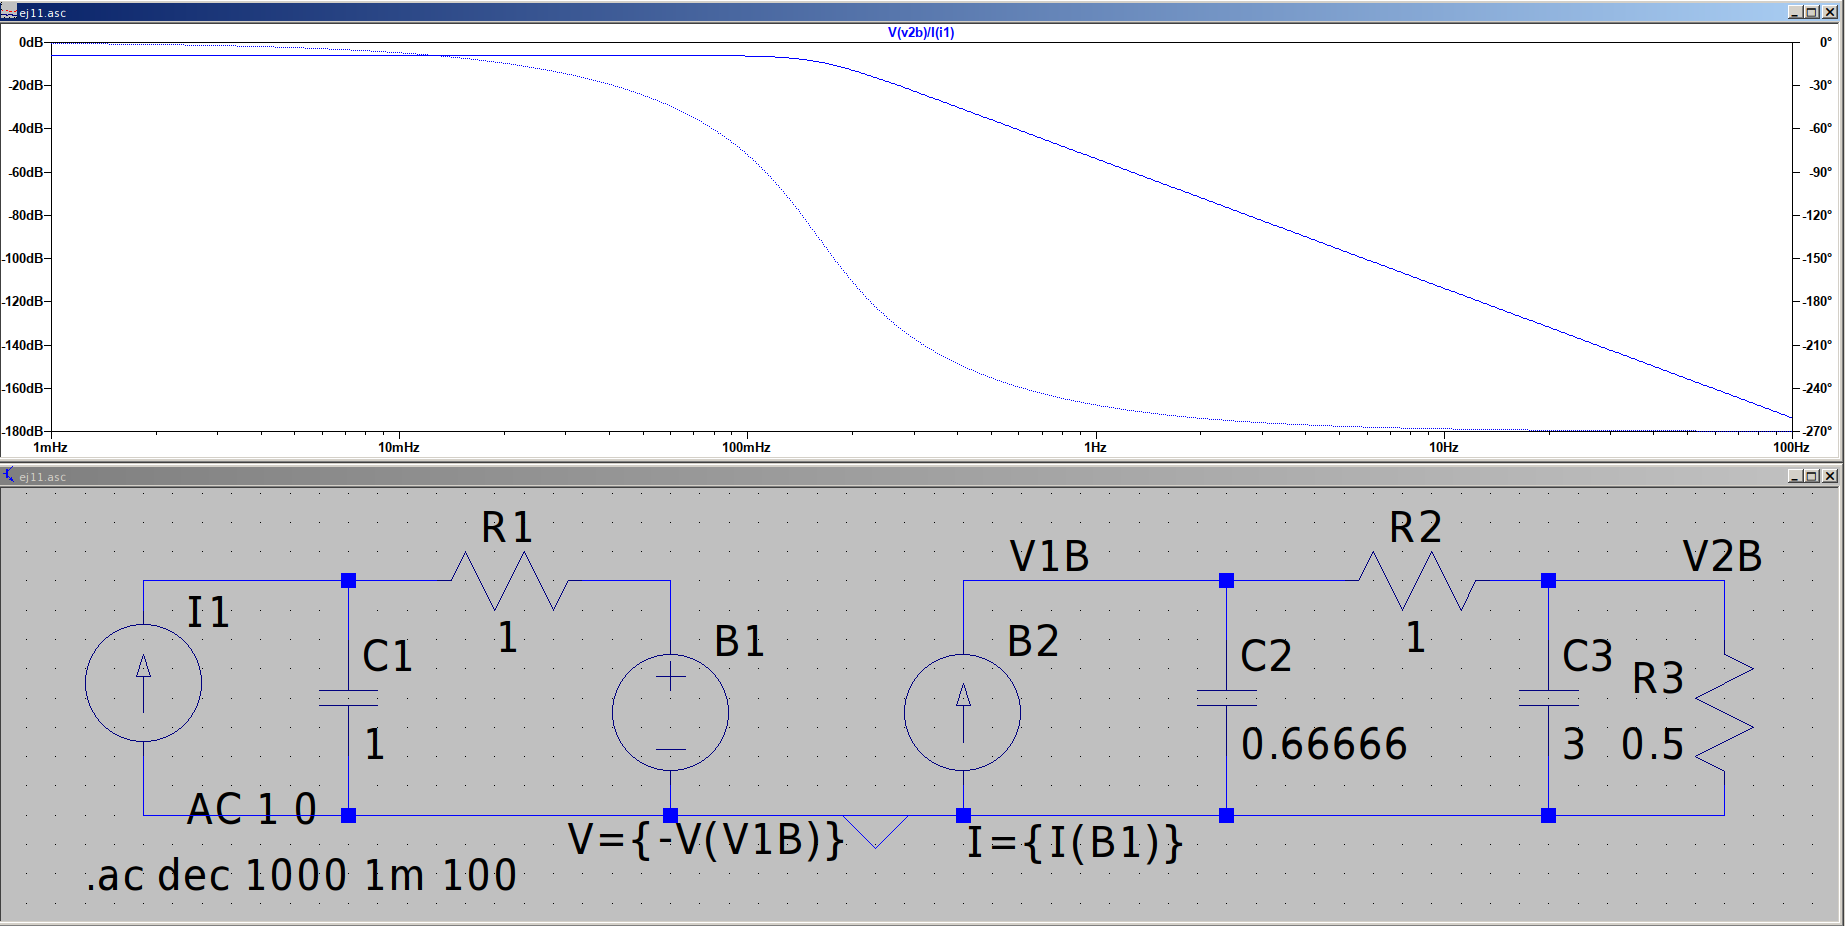 ej11.asc
V(v2b)/I(i1)
0dB
-20dB
-40dB
-60dB
-80dB
-100dB
-120dB
-140dB
-160dB
-180dB
0°
-30°
-60°
-90°
-120°
-150°
-180°
-210°
-240°
-270°
1mHz 10mHz 100mHz 1Hz 10Hz 100Hz
ej11.asc
R1
R2
V1B
V2B
I1
1
B1
B2
1
C1
C2
C3
R3
1
0.66666
3
0.5
AC 1 0
V={-V(V1B)}
I={I(B1)}
.ac dec 1000 1m 100